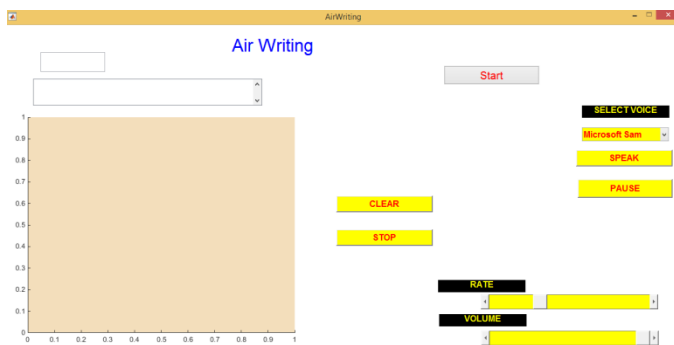 AirWriting
Air Writing
Start
SELECT VOICE
Microsoft Sam
SPEAK
PAUSE
CLEAR
STOP
RATE
VOLUME
1
0.9
0.8
0.7
0.6
0.5
0.4
0.3
0.2
0.1
0
0 0.1 0.2 0.3 0.4 0.5 0.6 0.7 0.8 0.9 1